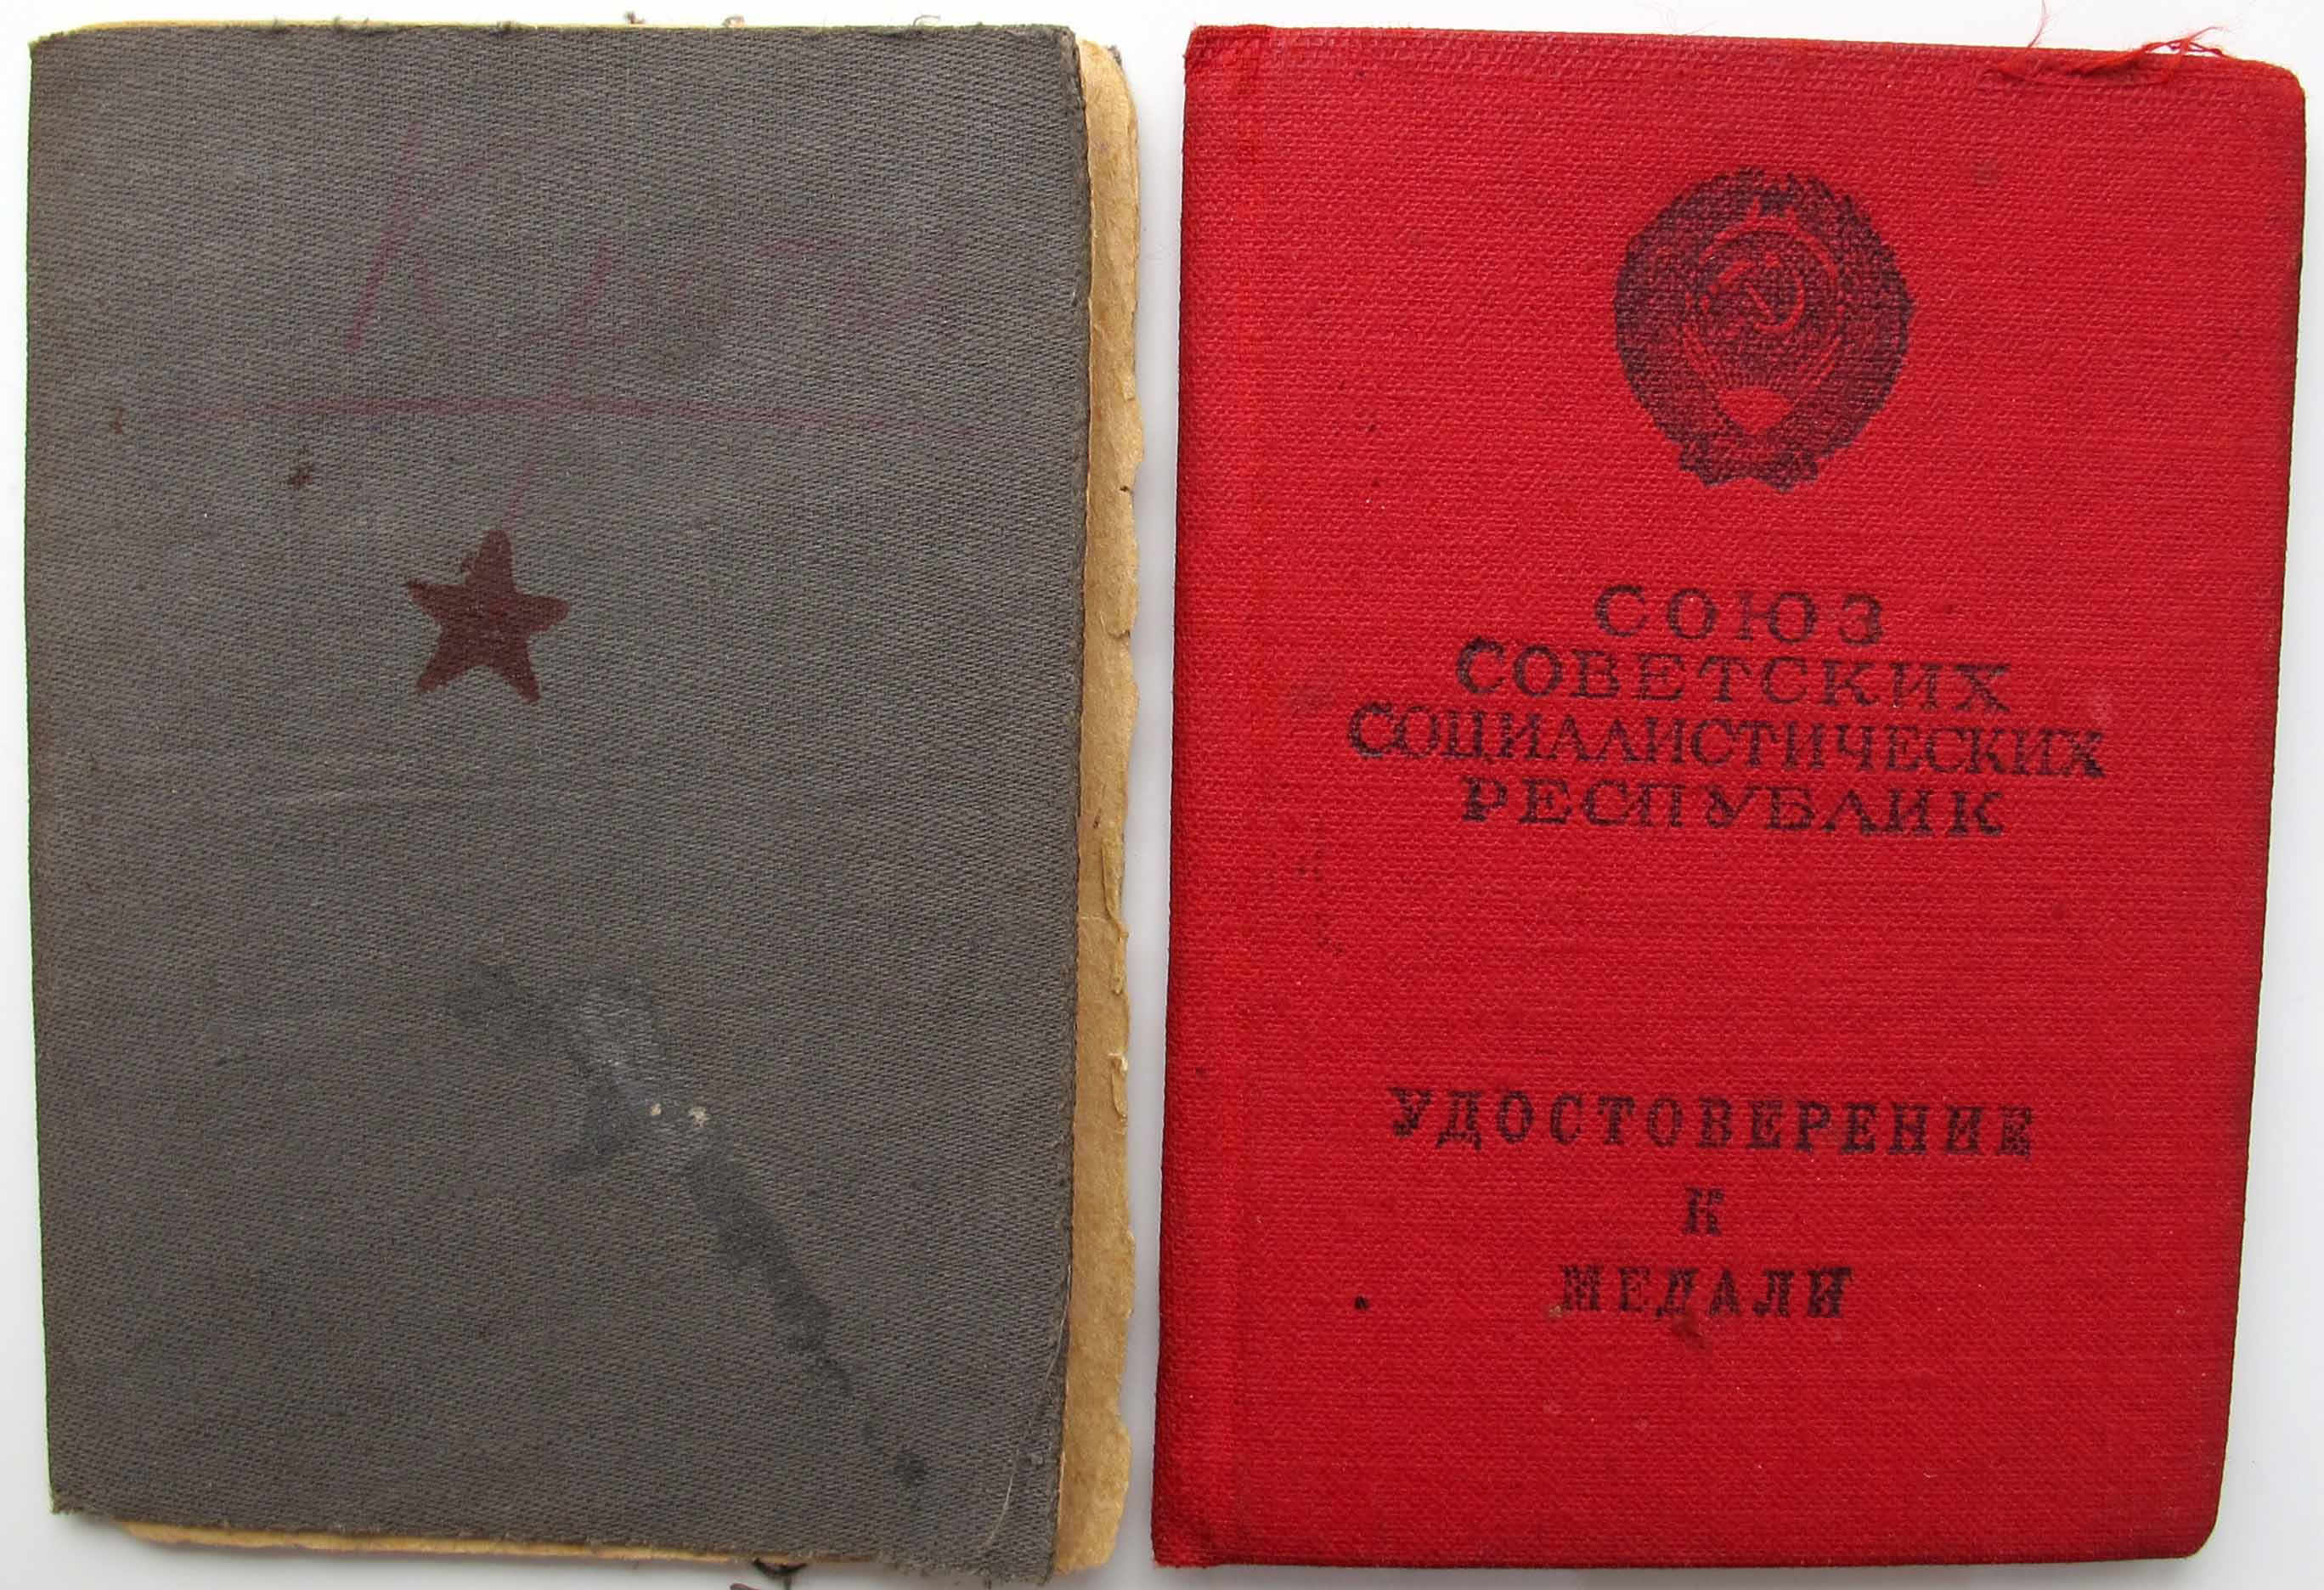 СОЮЗ
СОВЕТСКИХ
СОЦИАЛИСТИЧЕСКИХ
РЕСПУБЛИК
УДОСТОВЕРЕНИЕ
К
МЕДАЛИ